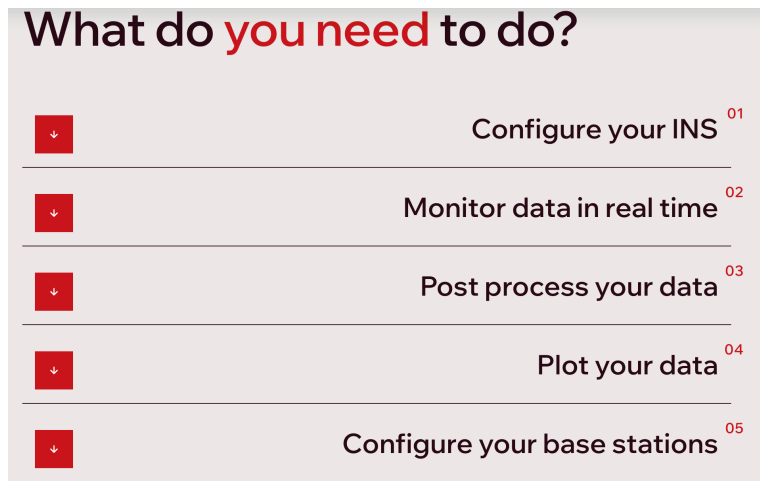 What do you need to do?
01
Configure your INS
02
Monitor data in real time
03
Post process your data
04
Plot your data
05
Configure your base stations